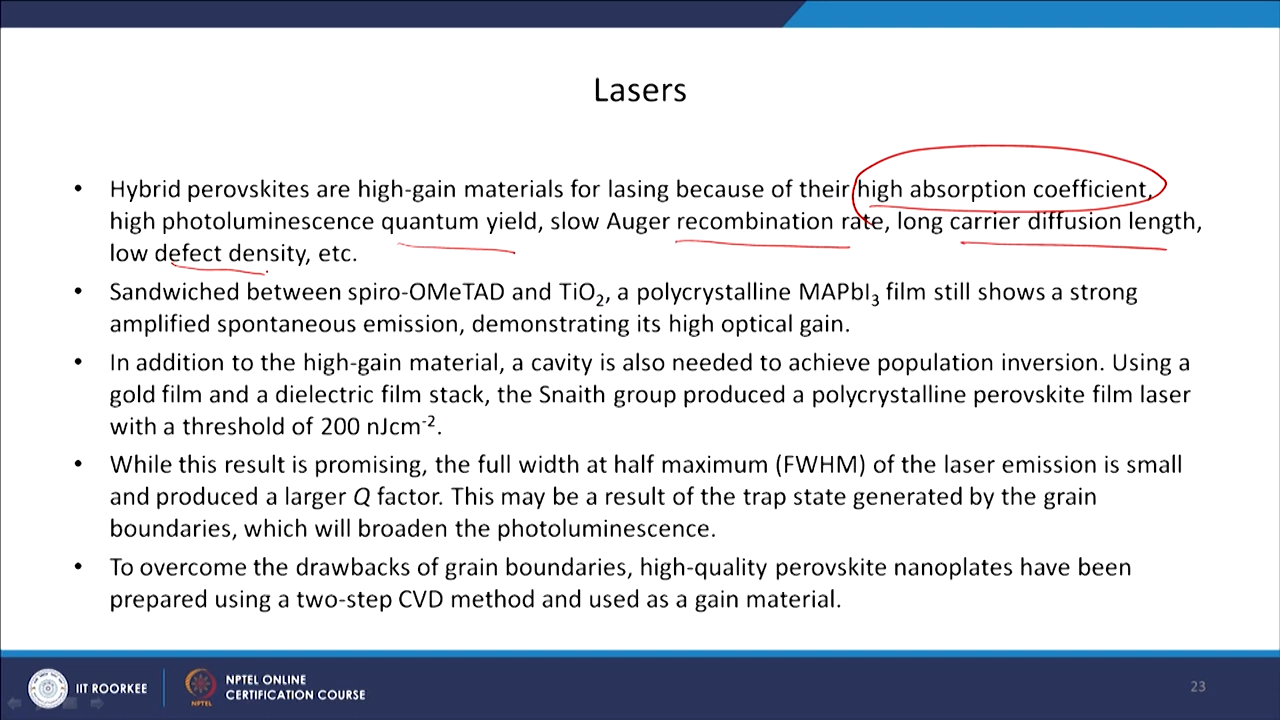 Lasers
• Hybrid perovskites are high-gain materials for lasing because of their high absorption coefficient,
high photoluminescence quantum yield, slow Auger recombination rate, long carrier diffusion length,
low defect density, etc.
• Sandwiched between spiro-OMeTAD and TiO₂, a polycrystalline MAPbI₃ film still shows a strong
amplified spontaneous emission, demonstrating its high optical gain.
• In addition to the high-gain material, a cavity is also needed to achieve population inversion. Using a
gold film and a dielectric film stack, the Snaith group produced a polycrystalline perovskite film laser
with a threshold of 200 nJcm⁻².
• While this result is promising, the full width at half maximum (FWHM) of the laser emission is small
and produced a larger Q factor. This may be a result of the trap state generated by the grain
boundaries, which will broaden the photoluminescence.
• To overcome the drawbacks of grain boundaries, high-quality perovskite nanoplates have been
prepared using a two-step CVD method and used as a gain material.
IIT ROORKEE
NPTEL
NPTEL ONLINE
CERTIFICATION COURSE
23